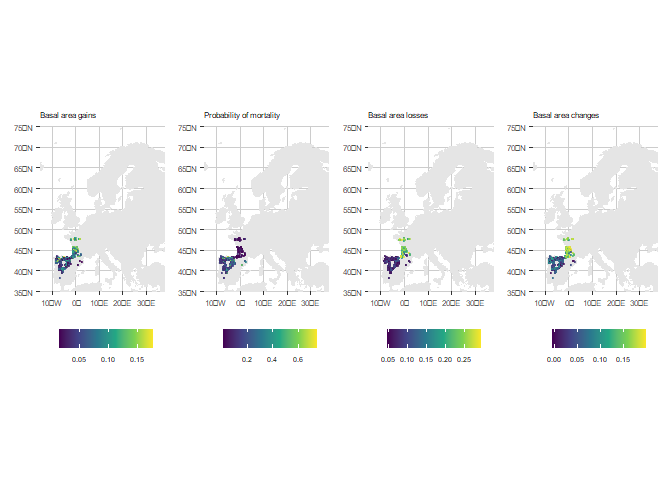 Basal area gains
Probability of mortality
Basal area losses
Basal area changes
75□N
70□N
65□N
60□N
55□N
50□N
45□N
40□N
35□N
10□W 0□ 10□E 20□E 30□E
75□N
70□N
65□N
60□N
55□N
50□N
45□N
40□N
35□N
10□W 0□ 10□E 20□E 30□E
75□N
70□N
65□N
60□N
55□N
50□N
45□N
40□N
35□N
10□W 0□ 10□E 20□E 30□E
75□N
70□N
65□N
60□N
55□N
50□N
45□N
40□N
35□N
10□W 0□ 10□E 20□E 30□E
0.05 0.10 0.15
0.2 0.4 0.6
0.05 0.10 0.15 0.20 0.25
0.00 0.05 0.10 0.15